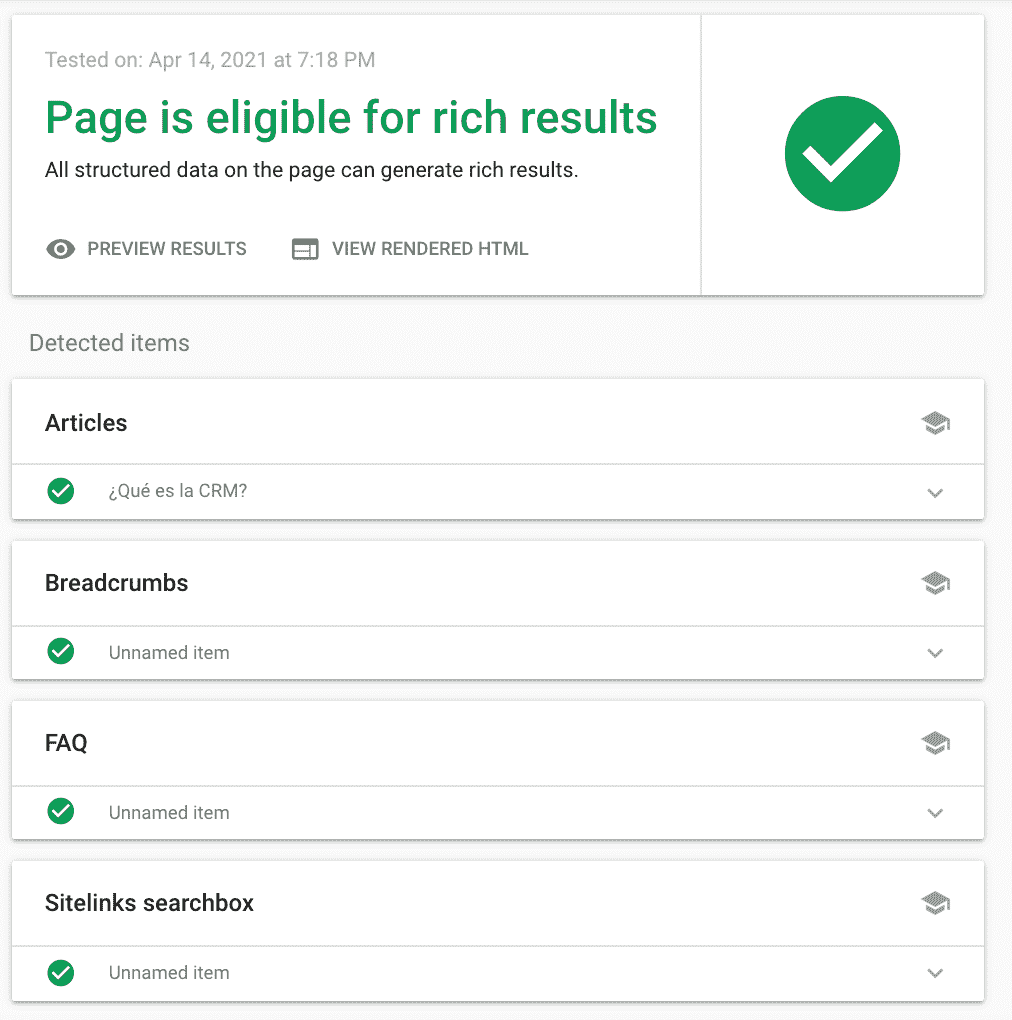 Tested on: Apr 14, 2021 at 7:18 PM
Page is eligible for rich results
All structured data on the page can generate rich results.
PREVIEW RESULTS VIEW RENDERED HTML
Detected items
Articles
¿Qué es la CRM?
Breadcrumbs
Unnamed item
FAQ
Unnamed item
Sitelinks searchbox
Unnamed item